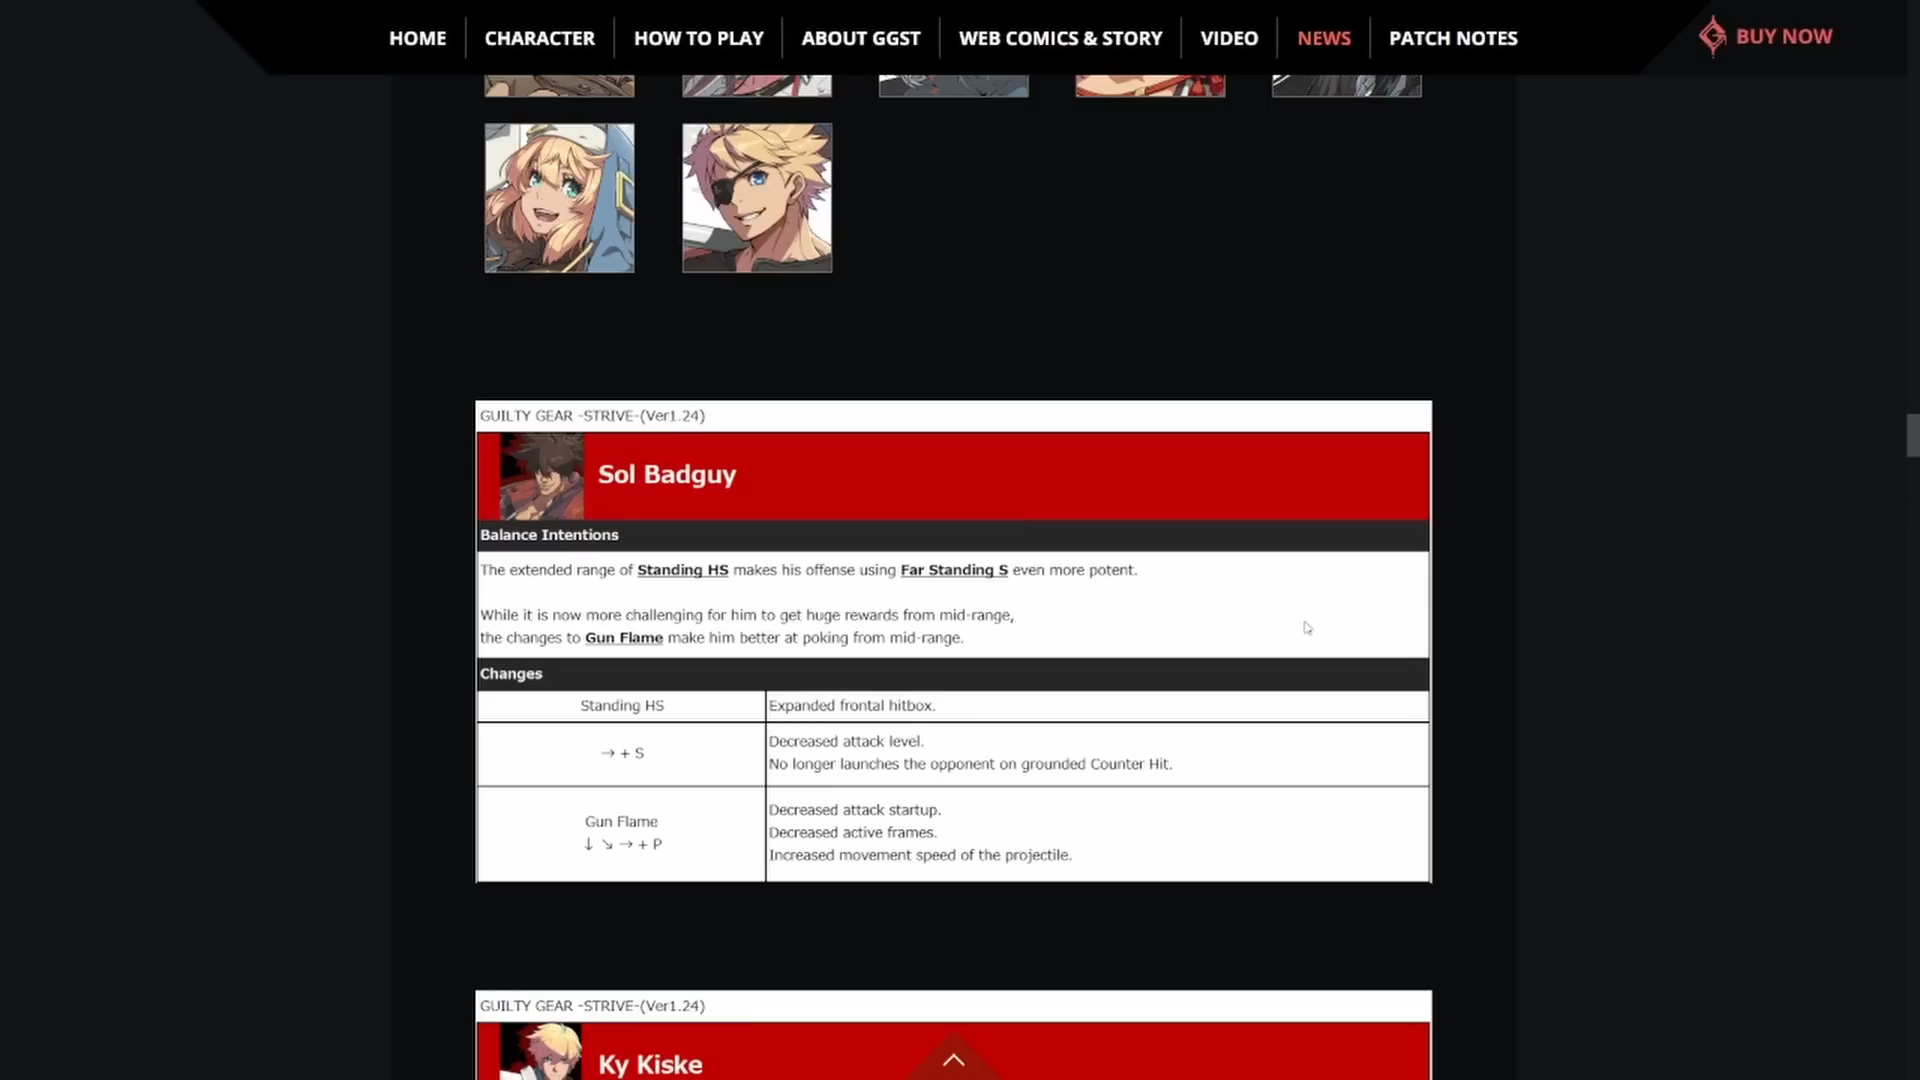 HOME
CHARACTER
HOW TO PLAY
ABOUT GGST
WEB COMICS & STORY
VIDEO
NEWS
PATCH NOTES
BUY NOW
GUILTY GEAR -STRIVE-(Ver1.24)
Sol Badguy
Balance Intentions
The extended range of Standing HS makes his offense using Far Standing S even more potent.
While it is now more challenging for him to get huge rewards from mid-range,
the changes to Gun Flame make him better at poking from mid-range.
Changes
Standing HS
Expanded frontal hitbox.
→ + S
Decreased attack level.
No longer launches the opponent on grounded Counter Hit.
Gun Flame
↓ ↘ → + P
Decreased attack startup.
Decreased active frames.
Increased movement speed of the projectile.
GUILTY GEAR -STRIVE-(Ver1.24)
Ky Kiske